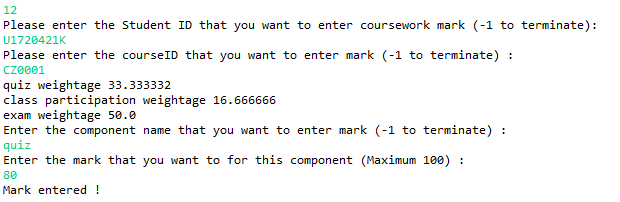 12
Please enter the Student ID that you want to enter coursework mark (-1 to terminate):
U1720421K
Please enter the courseID that you want to enter mark (-1 to terminate) :
CZ0001
quiz weightage 33.333332
class participation weightage 16.666666
exam weightage 50.0
Enter the component name that you want to enter mark (-1 to terminate) :
quiz
Enter the mark that you want to for this component (Maximum 100) :
80
Mark entered !